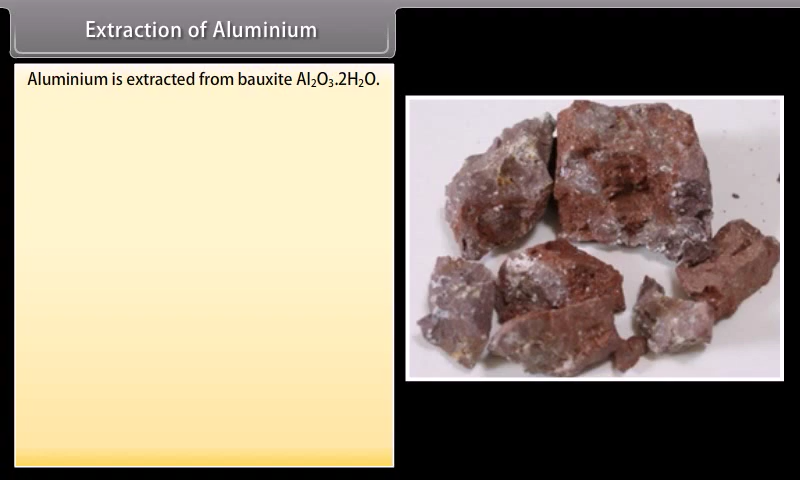 Extraction of Aluminium
Aluminium is extracted from bauxite Al₂O₃.2H₂O.